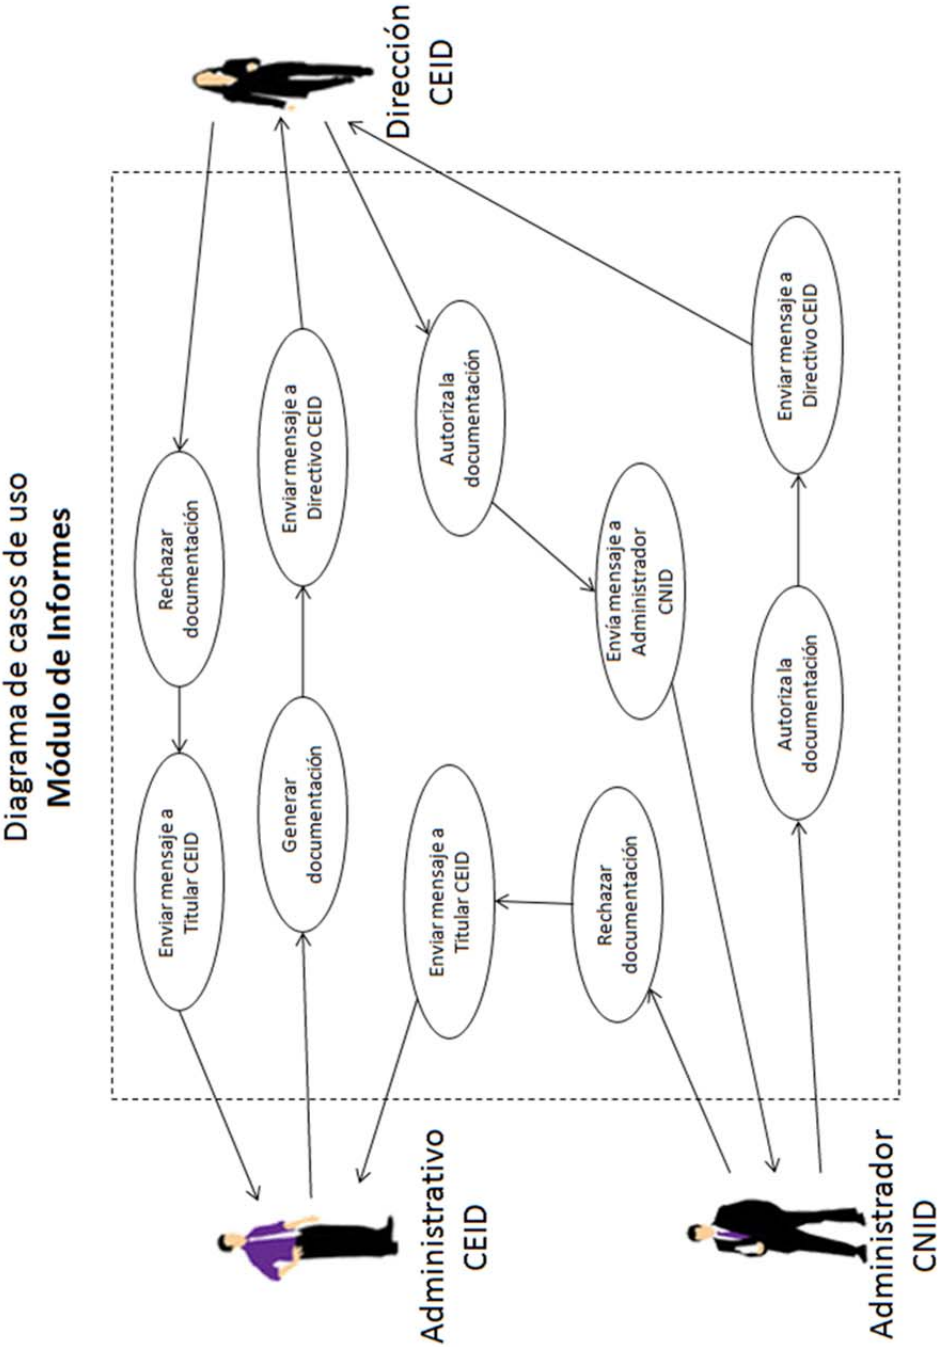 Diagrama de casos de uso
Módulo de Informes
Enviar mensaje a
Titular CEID
Rechazar
documentación
Generar
documentación
Enviar mensaje a
Directivo CEID
Dirección
CEID
Administrativo
CEID
Enviar mensaje a
Titular CEID
Autoriza la
documentación
Rechazar
documentación
Envía mensaje a
Administrador
CNID
Autoriza la
documentación
Enviar mensaje a
Directivo CEID
Administrador
CNID